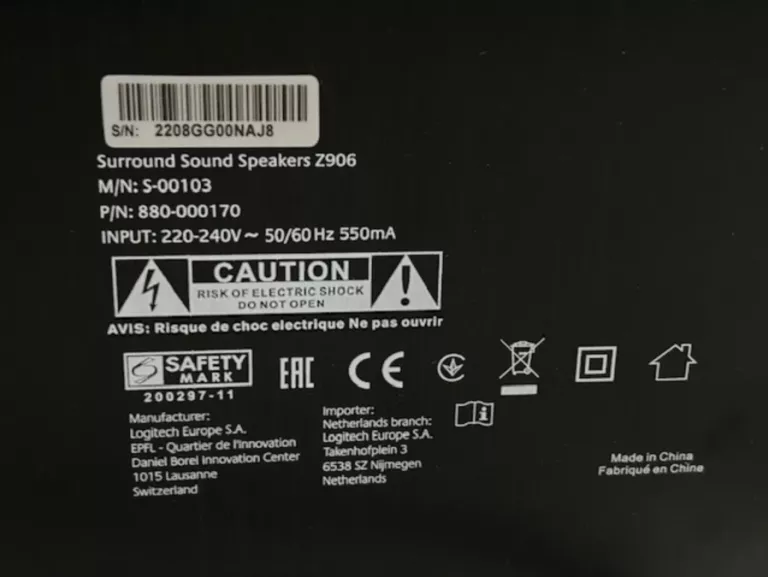 S/N: 2208GG00NAJ8
Surround Sound Speakers Z906
M/N: S-00103
P/N: 880-000170
INPUT: 220-240V ~ 50/60 Hz 550mA
CAUTION
RISK OF ELECTRIC SHOCK
DO NOT OPEN
AVIS: Risque de choc electrique Ne pas ouvrir
SAFETY
MARK
200297-11
EAC
CE
Manufacturer:
Logitech Europe S.A.
EPFL - Quartier de l'Innovation
Daniel Borel Innovation Center
1015 Lausanne
Switzerland
Importer:
Netherlands branch:
Logitech Europe S.A.
Takenhofplein 3
6538 SZ Nijmegen
Netherlands
Made in China
Fabriqué en Chine